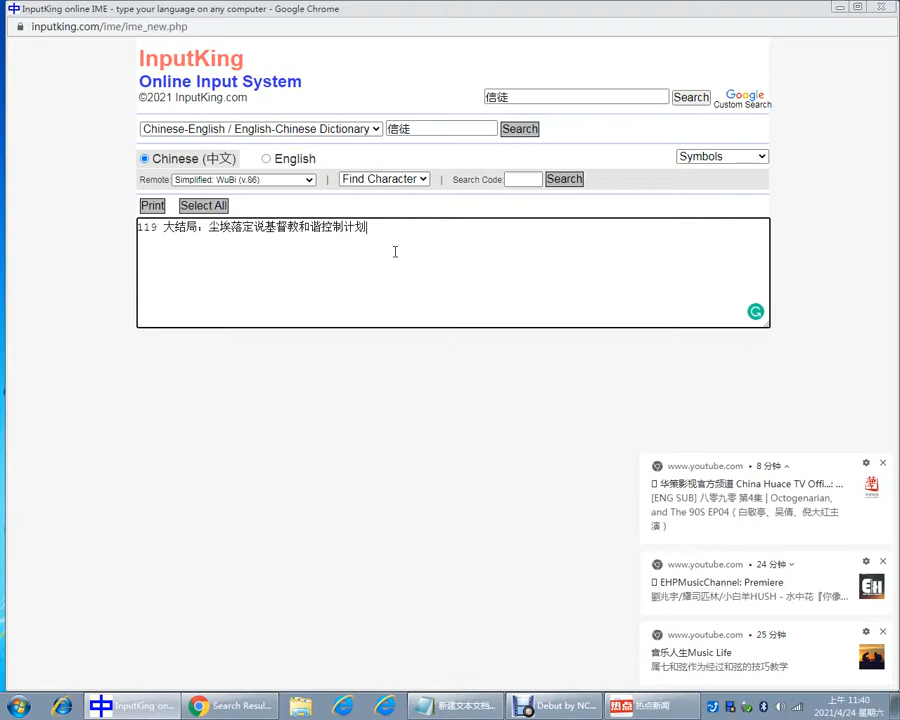 InputKing online IME - type your language on any computer - Google Chrome
inputking.com/ime/ime_new.php
InputKing
Online Input System
©2021 InputKing.com
信徒 Search Google Custom Search
Chinese-English / English-Chinese Dictionary 信徒 Search
Chinese (中文) English Symbols
Remote: Simplified: WuBi (v.86) | Find Character | Search Code: Search
Print Select All
119 大结局：尘埃落定说基督教和谐控制计划
www.youtube.com • 8 分钟
华策影视官方频道 China Huace TV Offi...: ...
[ENG SUB] 八零九零 第4集 | Octogenarian,
and The 90S EP04（白敬亭、吴倩、倪大红主
演）
www.youtube.com • 24 分钟
EHPMusicChannel: Premiere
劉兆宇/耀司匹林/小白羊HUSH - 水中花『你像...
www.youtube.com • 25 分钟
音乐人生Music Life
属七和弦作为经过和弦的技巧教学
InputKing on... Search Resul... 新建文本文档... Debut by NC... 热点 热点新闻
上午 11:40
2021/4/24 星期六